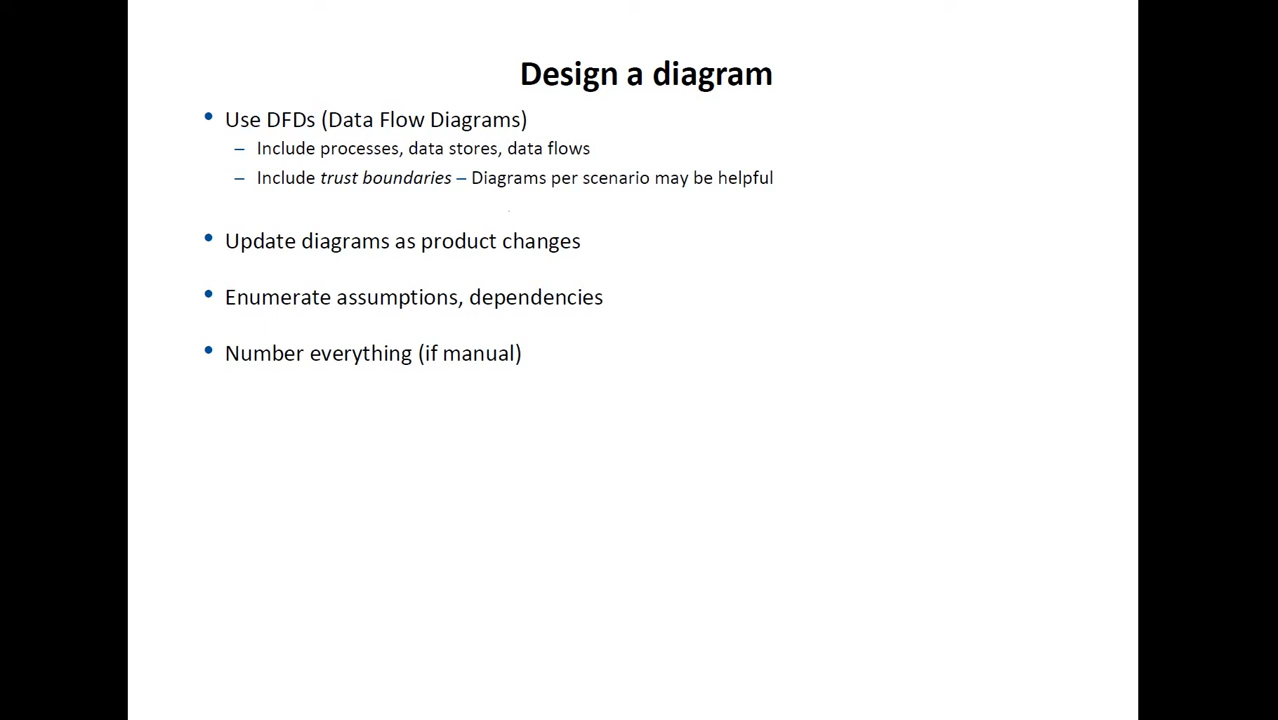 Design a diagram
• Use DFDs (Data Flow Diagrams)
– Include processes, data stores, data flows
– Include trust boundaries – Diagrams per scenario may be helpful
• Update diagrams as product changes
• Enumerate assumptions, dependencies
• Number everything (if manual)